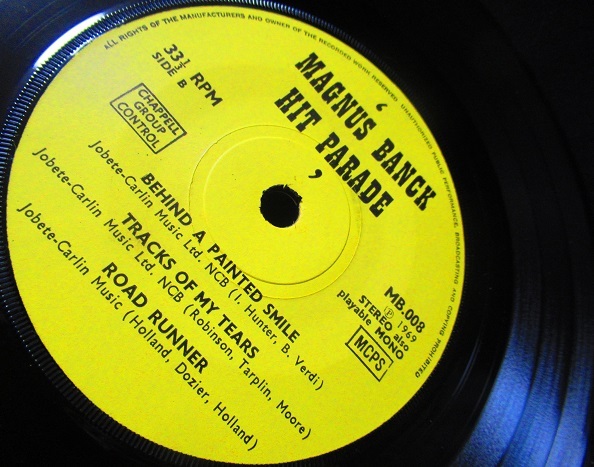 ALL RIGHTS OF THE MANUFACTURERS AND OWNER OF THE RECORDED WORK RESERVED UNAUTHORISED PUBLIC PERFORMANCE, BROADCASTING AND COPYING PROHIBITED
33⅓ RPM
SIDE B
CHAPPELL
GROUP
CONTROL
‘
MAGNUS BANCK
HIT PARADE
’
MB.008
Ⓟ 1969
STEREO also
playable MONO
MCPS
BEHIND A PAINTED SMILE
Jobete-Carlin Music Ltd. NCB (I. Hunter, B. Verdi)
TRACKS OF MY TEARS
Jobete-Carlin Music Ltd. NCB (Robinson, Tarplin, Moore)
ROAD RUNNER
Jobete-Carlin Music (Holland, Dozier, Holland)